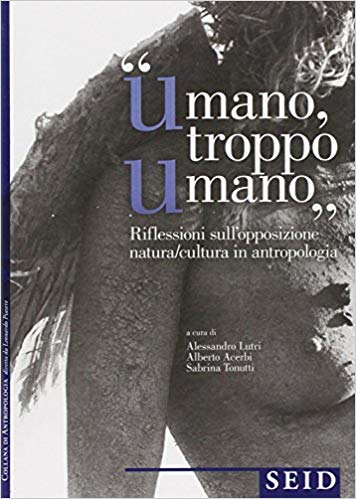 “umano,
troppo
umano„
Riflessioni sull'opposizione
natura/cultura in antropologia
a cura di
Alessandro Lutri
Alberto Acerbi
Sabrina Tonutti
SEID
COLLANA DI ANTROPOLOGIA diretta da Leonardo Piasere